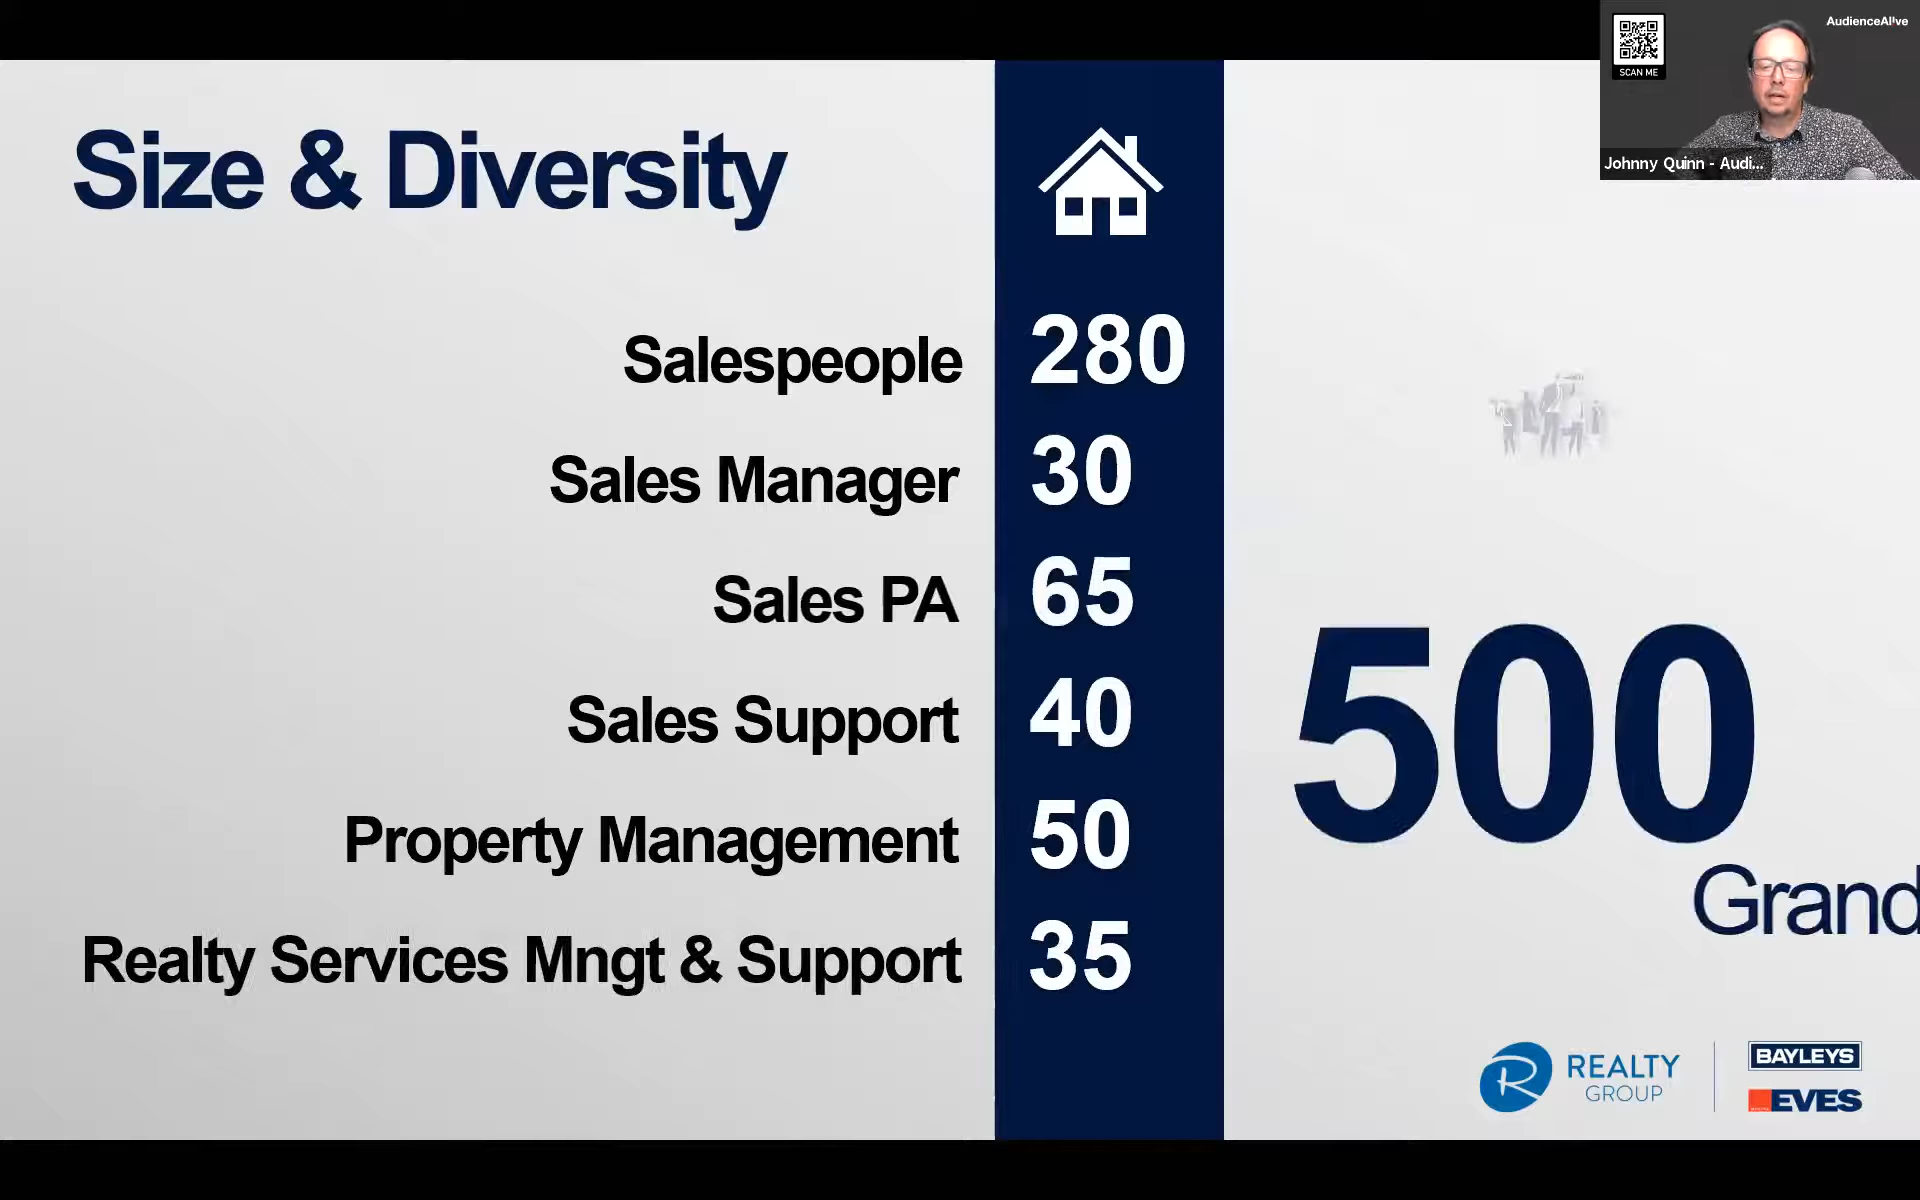 AudienceAl!ve
SCAN ME
Johnny Quinn - Audi...
Size & Diversity
Salespeople 280
Sales Manager 30
Sales PA 65
Sales Support 40
Property Management 50
Realty Services Mngt & Support 35
500
Grand
REALTY
GROUP
BAYLEYS
EVES